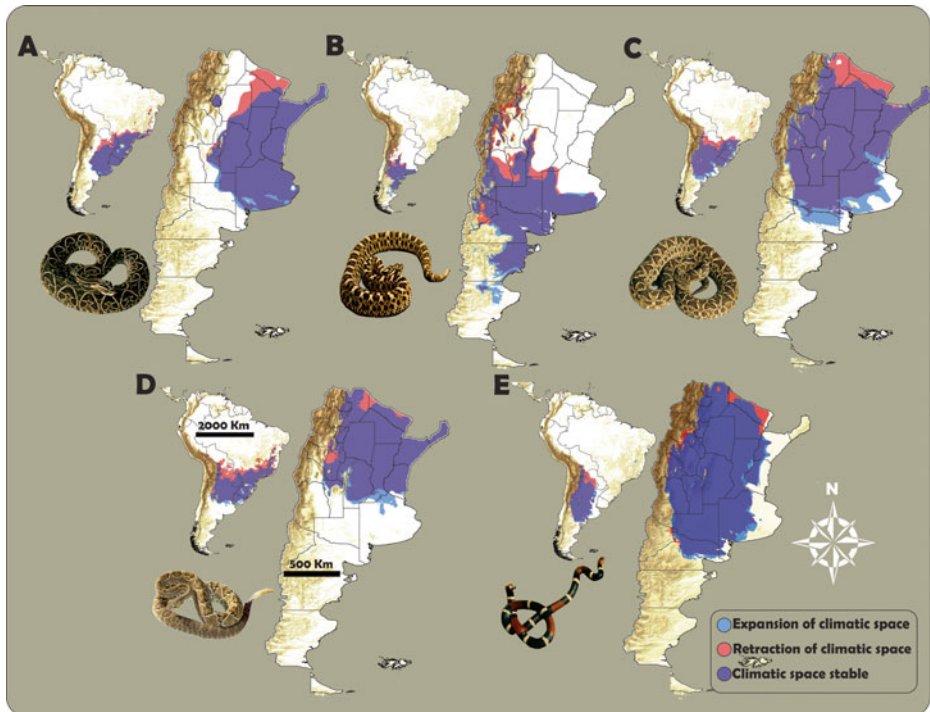 A
B
C
D
2000 Km
500 Km
E
N
Expansion of climatic space
Retraction of climatic space
Climatic space stable